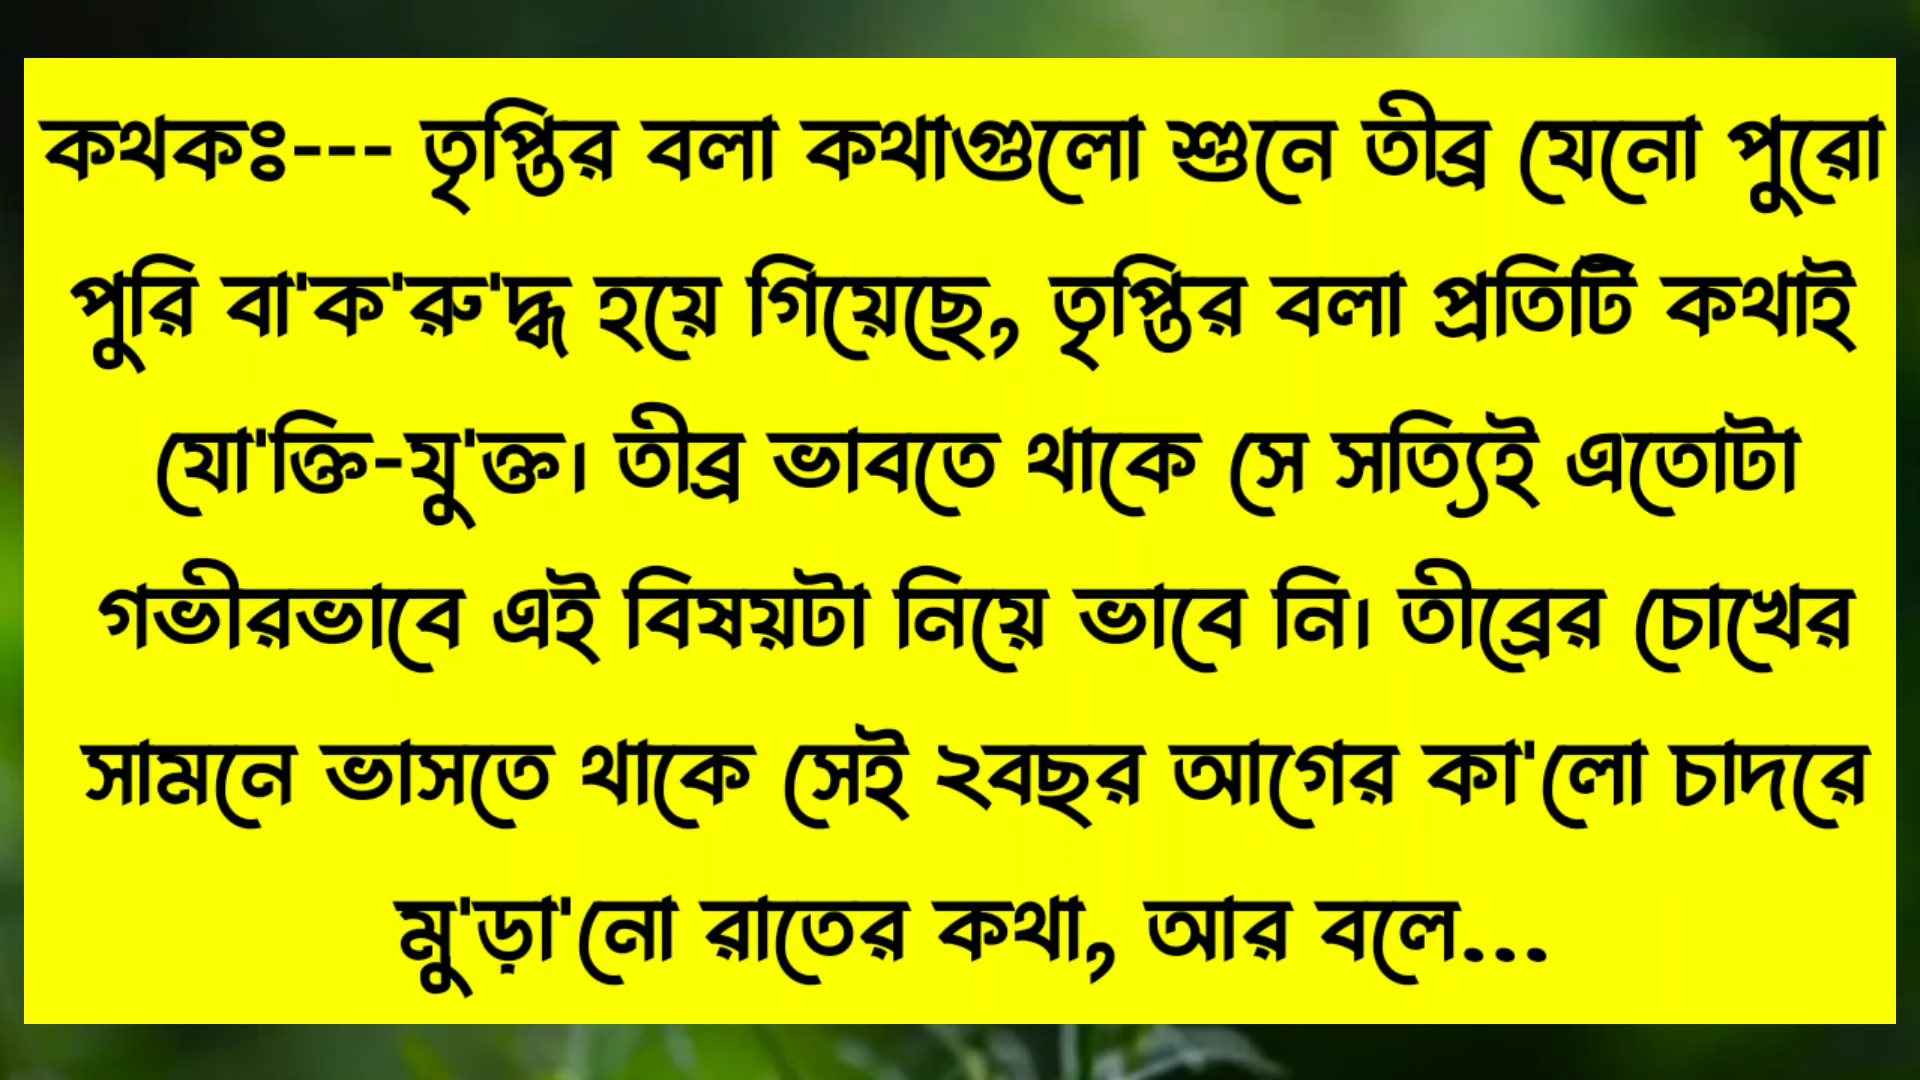 কথকঃ--- তৃপ্তির বলা কথাগুলো শুনে তীব্র যেনো পুরো
পুরি বা'ক'রু'দ্ধ হয়ে গিয়েছে, তৃপ্তির বলা প্রতিটি কথাই
যো'ক্তি-যু'ক্ত। তীব্র ভাবতে থাকে সে সত্যিই এতোটা
গভীরভাবে এই বিষয়টা নিয়ে ভাবে নি। তীব্রের চোখের
সামনে ভাসতে থাকে সেই ২বছর আগের কা'লো চাদরে
মু'ড়া'নো রাতের কথা, আর বলে...